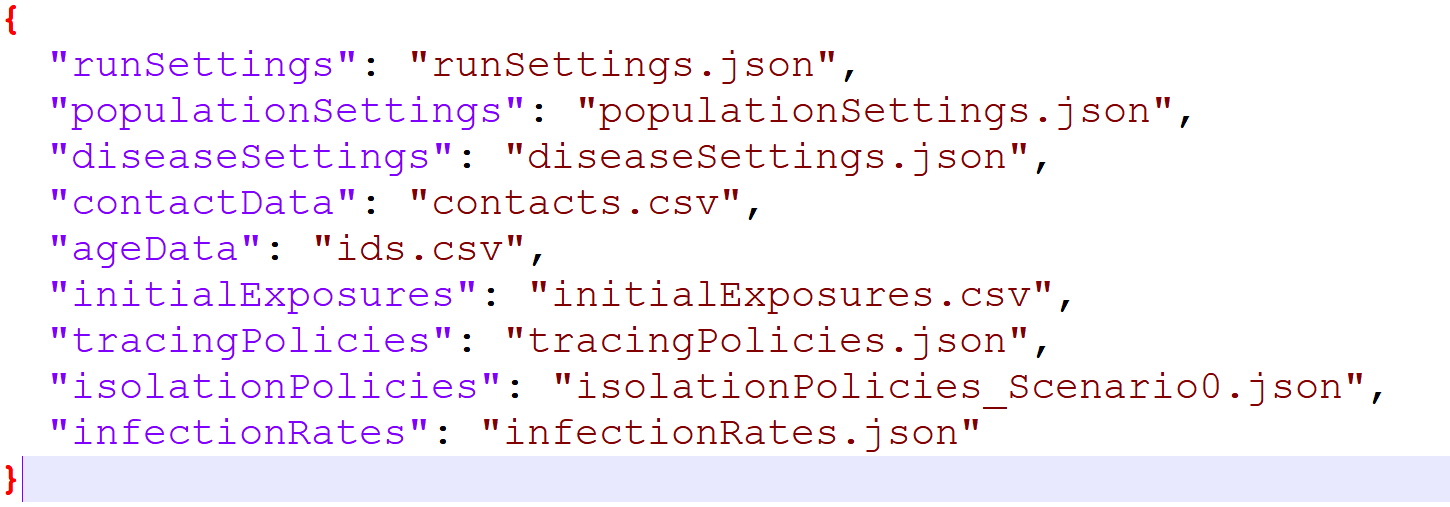 {
"runSettings": "runSettings.json",
"populationSettings": "populationSettings.json",
"diseaseSettings": "diseaseSettings.json",
"contactData": "contacts.csv",
"ageData": "ids.csv",
"initialExposures": "initialExposures.csv",
"tracingPolicies": "tracingPolicies.json",
"isolationPolicies": "isolationPolicies_Scenario0.json",
"infectionRates": "infectionRates.json"
}